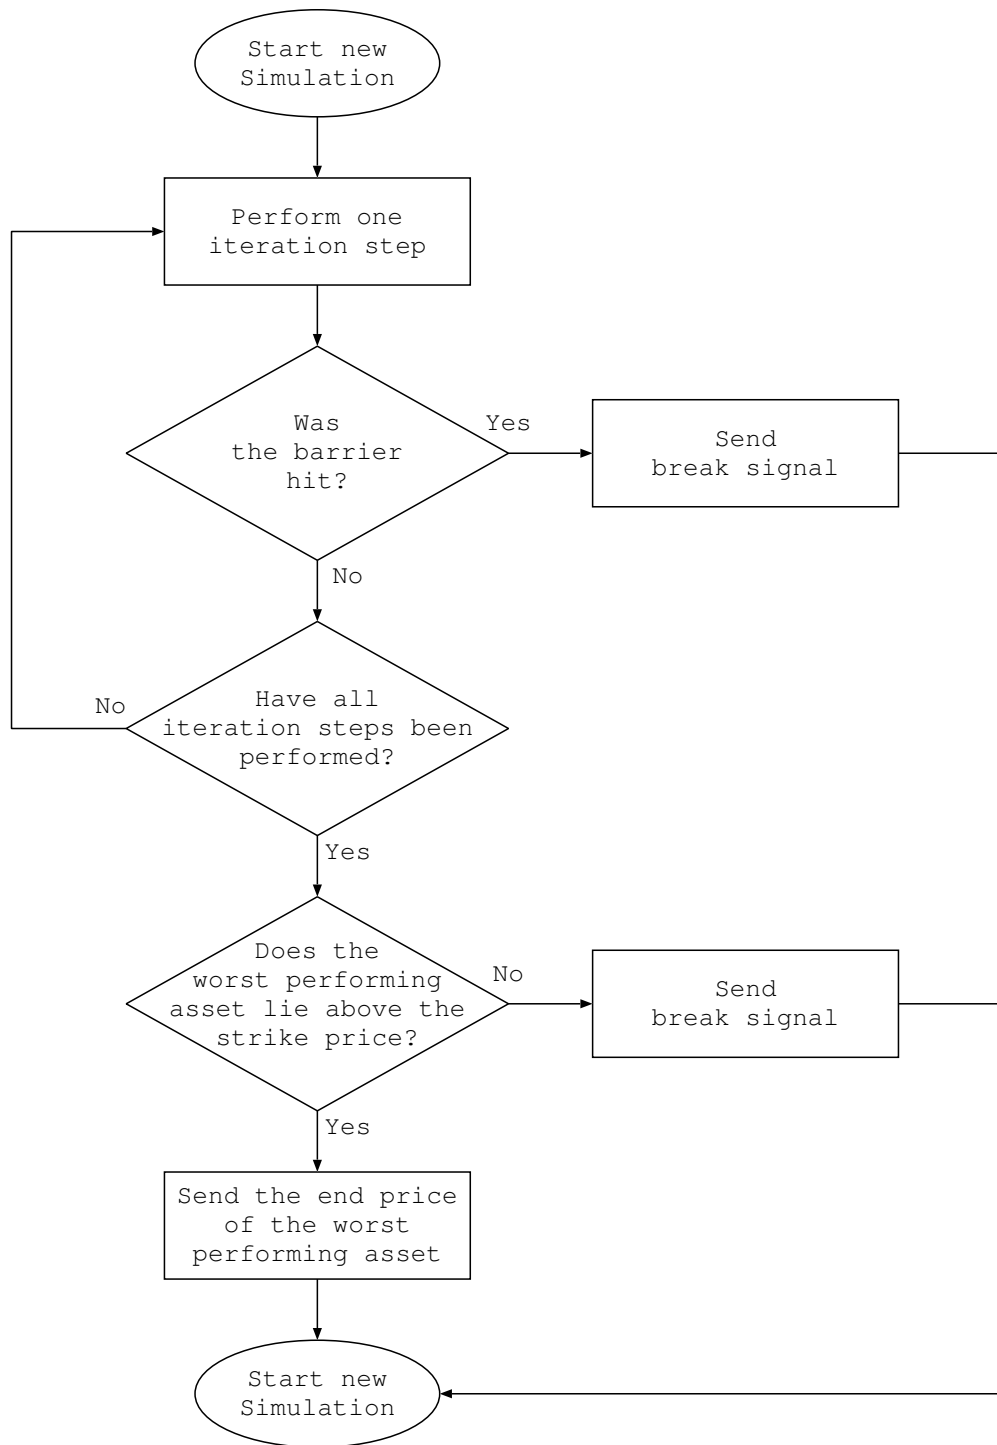 Start new
Simulation
Perform one
iteration step
Was
the barrier
hit?
Yes
Send
break signal
No
Have all
iteration steps been
performed?
No
Yes
Does the
worst performing
asset lie above the
strike price?
No
Send
break signal
Yes
Send the end price
of the worst
performing asset
Start new
Simulation